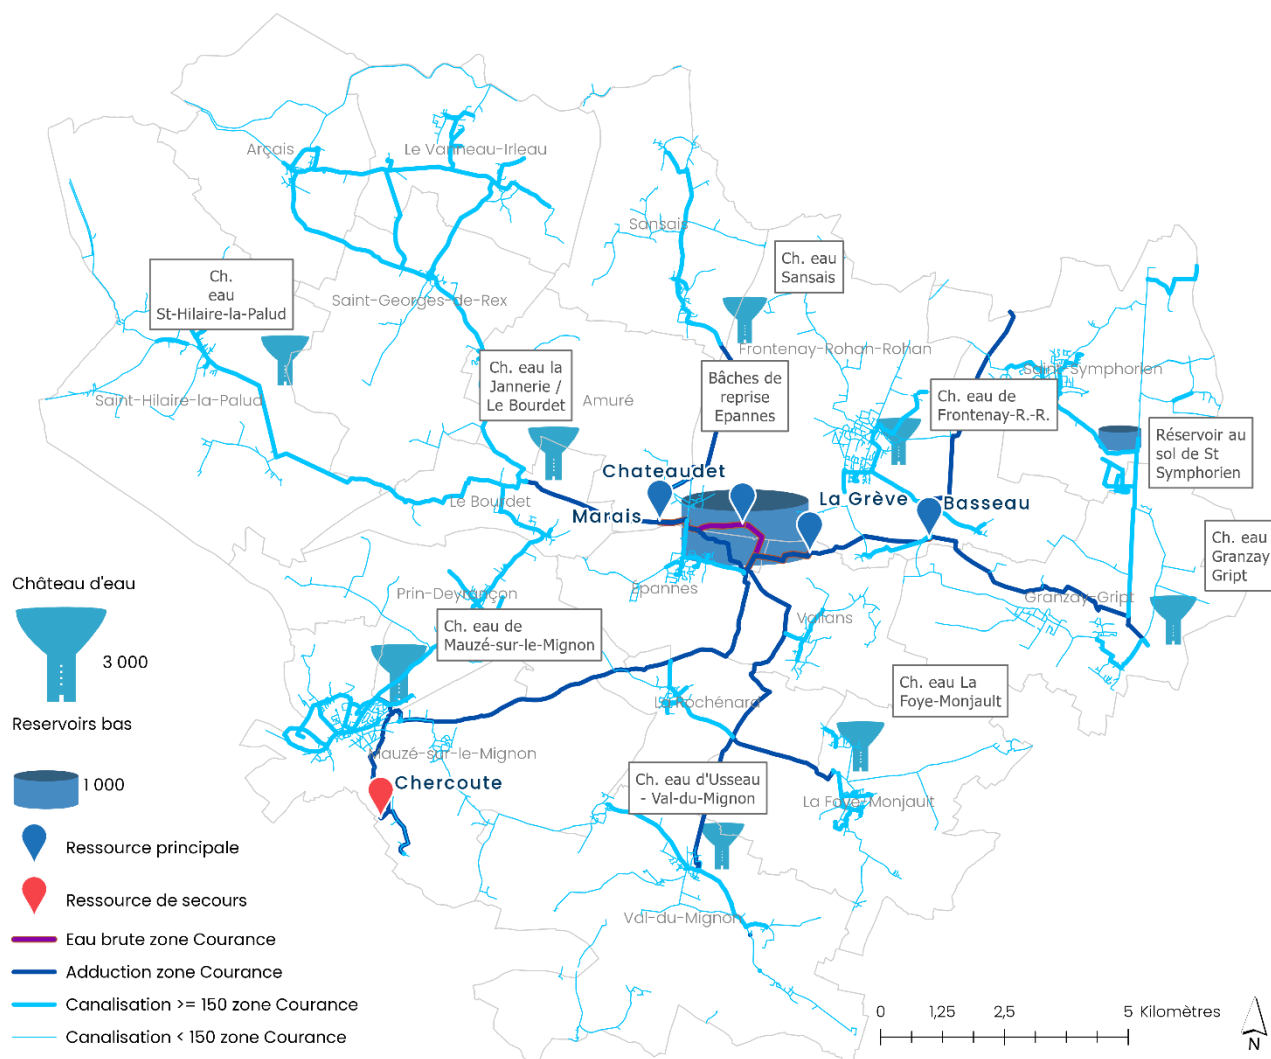 Arçais
Le Vanneau-Irleau
Sansais
Ch. eau
Sansais
Ch.
eau
St-Hilaire-la-Palud
Saint-Georges-de-Rex
Frontenay-Rohan-Rohan
Saint-Symphorien
Ch. eau la
Jannerie /
Le Bourdet
Amuré
Bâches de
reprise
Epannes
Ch. eau de
Frontenay-R.-R.
Saint-Hilaire-la-Palud
Réservoir au
sol de St
Symphorien
Chateaudet
Le Bourdet
Marais
La Grève
Basseau
Ch. eau
Granzay
Gript
Château d'eau
3 000
Epannes
Prin-Deyrançon
Granzay-Gript
Vallans
Ch. eau de
Mauzé-sur-le-Mignon
Ch. eau La
Foye-Monjault
La Rochénard
Reservoirs bas
1 000
Mauzé-sur-le-Mignon
Chercoute
Ch. eau d'Usseau
- Val-du-Mignon
La Foye-Monjault
Ressource principale
Ressource de secours
Val-du-Mignon
Eau brute zone Courance
Adduction zone Courance
Canalisation >= 150 zone Courance
Canalisation < 150 zone Courance
0 1,25 2,5 5 Kilomètres
N